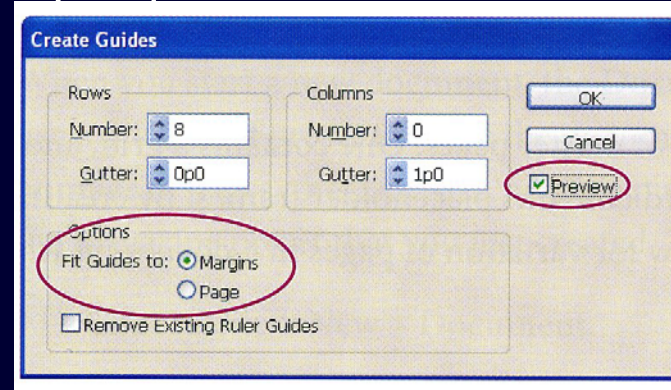 Create Guides
Rows
Number: 8
Gutter: 0p0
Columns
Number: 0
Gutter: 1p0
OK
Cancel
Preview
Options
Fit Guides to: Margins
Page
Remove Existing Ruler Guides